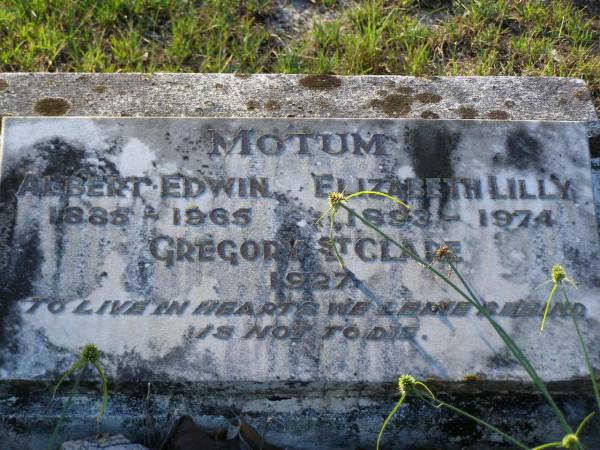 MOTUM
ALBERT EDWIN ELIZABETH LILLY
1885 - 1965 1893 - 1974
GREGORY ST CLARE
1927
TO LIVE IN HEARTS WE LEAVE BEHIND
IS NOT TO DIE.